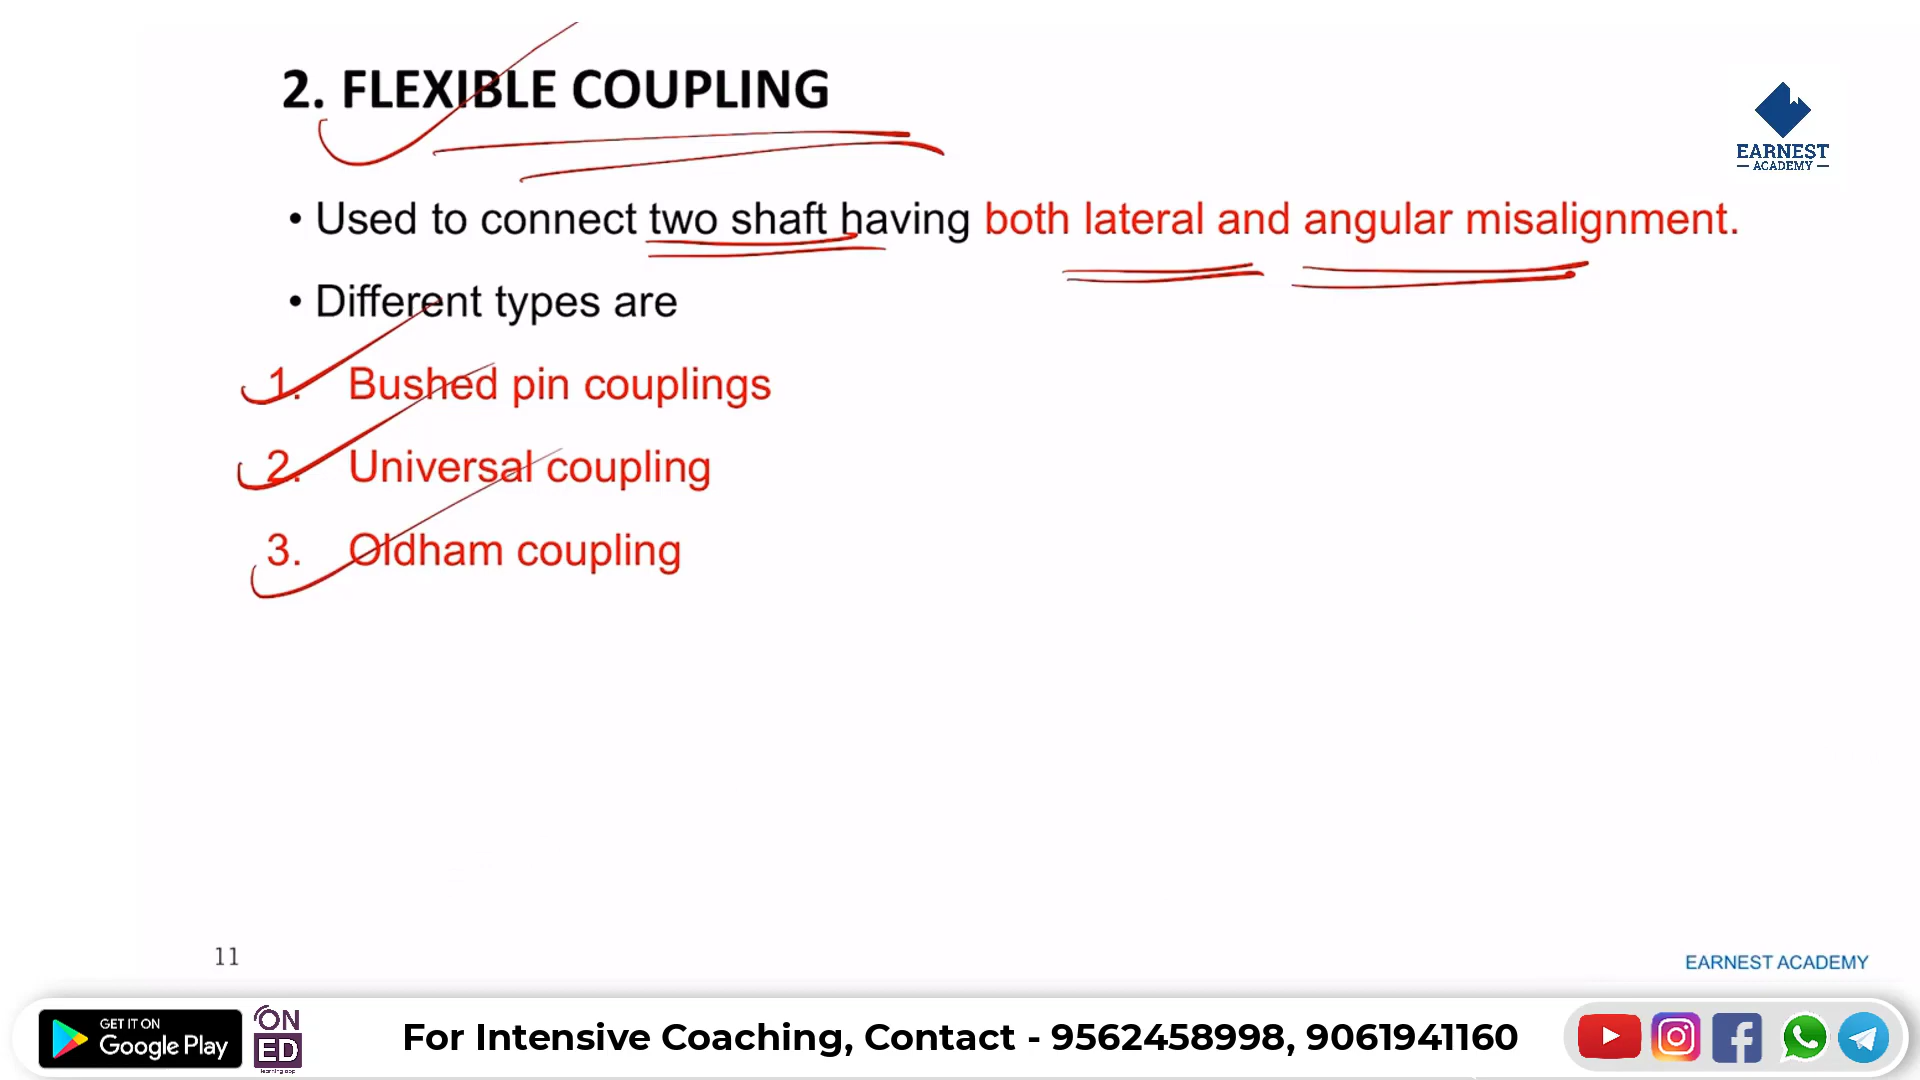 2. FLEXIBLE COUPLING
EARNEST
ACADEMY
• Used to connect two shaft having both lateral and angular misalignment.
• Different types are
1. Bushed pin couplings
2. Universal coupling
3. Oldham coupling
11
EARNEST ACADEMY
GET IT ON
Google Play
ON
ED
learning app
For Intensive Coaching, Contact - 9562458998, 9061941160